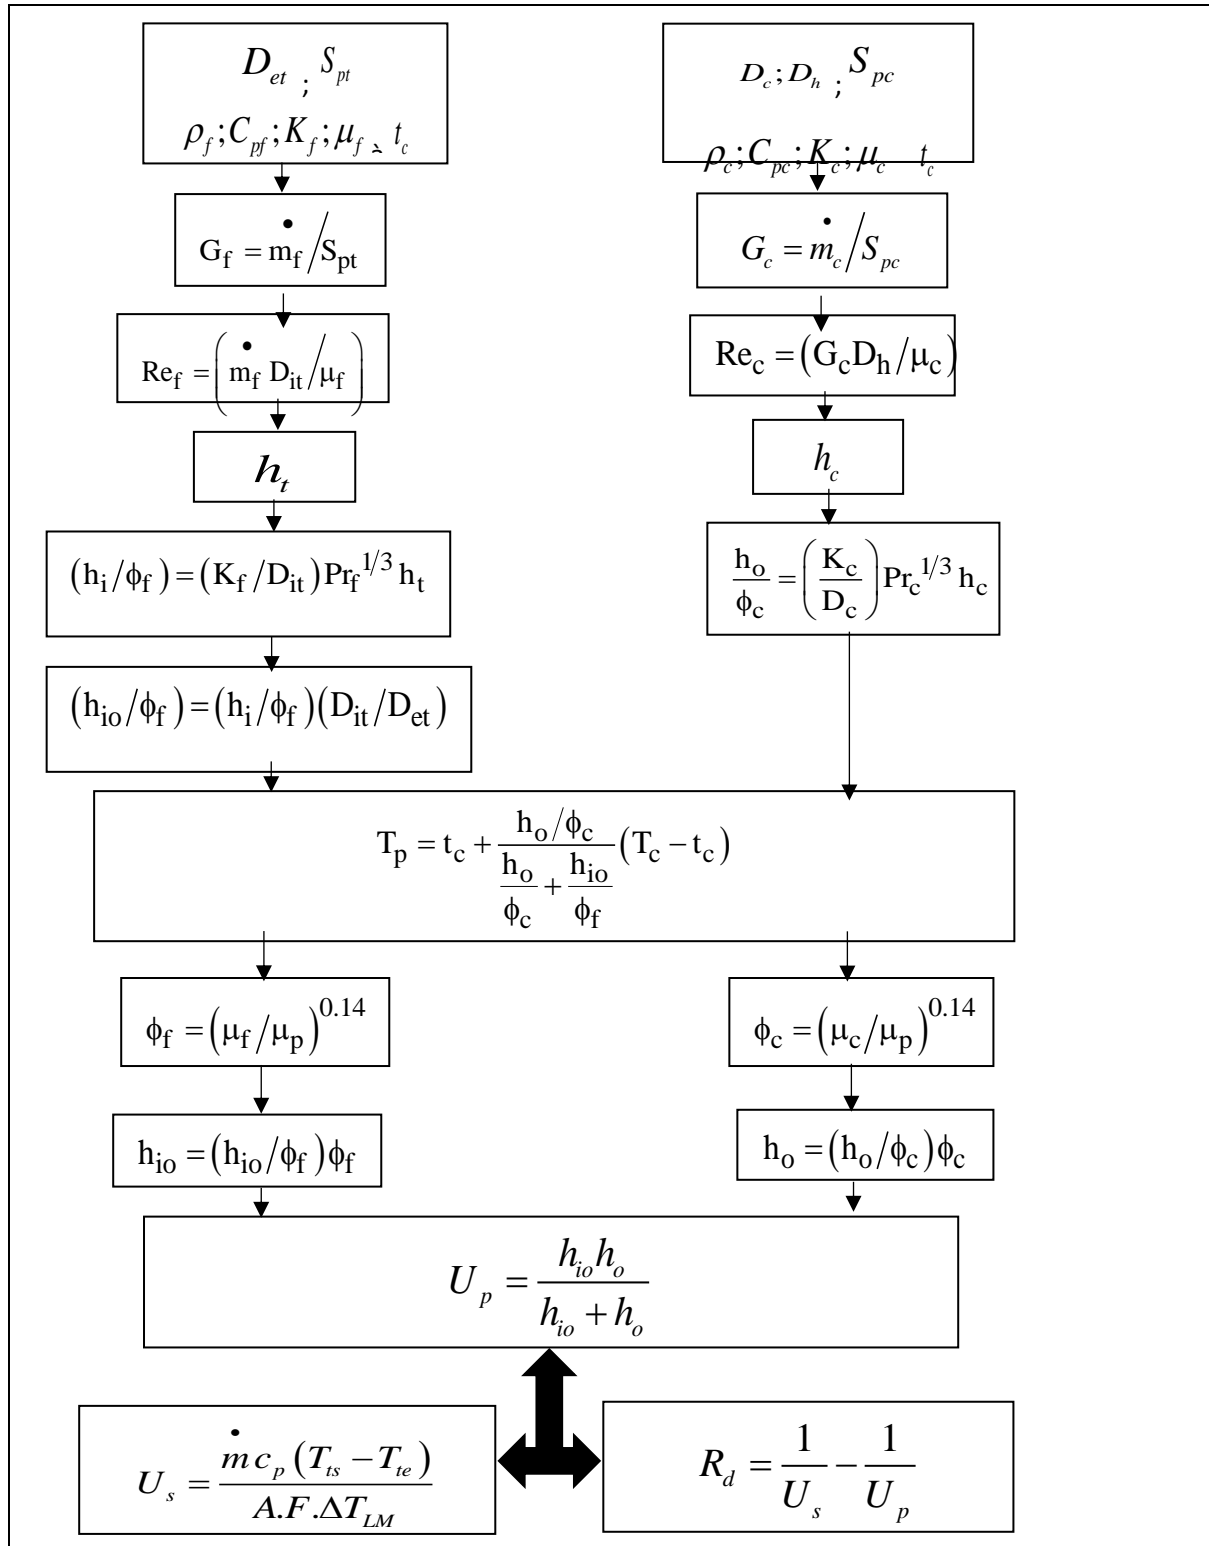 D_et ; S_pt
ρ_f ; C_pf ; K_f ; μ_f à t_c
G_f = ṁ_f / S_pt
Re_f = (ṁ_f D_it / μ_f)
h_t
(h_i / ϕ_f) = (K_f / D_it) Pr_f^1/3 h_t
(h_io / ϕ_f) = (h_i / ϕ_f)(D_it / D_et)
D_c ; D_h ; S_pc
ρ_c ; C_pc ; K_c ; μ_c t_c
G_c = ṁ_c / S_pc
Re_c = (G_c D_h / μ_c)
h_c
h_o / ϕ_c = (K_c / D_c) Pr_c^1/3 h_c
T_p = t_c + (h_o / ϕ_c) / (h_o / ϕ_c + h_io / ϕ_f) (T_c − t_c)
ϕ_f = (μ_f / μ_p)^0.14
h_io = (h_io / ϕ_f) ϕ_f
ϕ_c = (μ_c / μ_p)^0.14
h_o = (h_o / ϕ_c) ϕ_c
U_p = h_io h_o / (h_io + h_o)
U_s = ṁ c_p (T_ts − T_te) / A.F.ΔT_LM
R_d = 1 / U_s − 1 / U_p